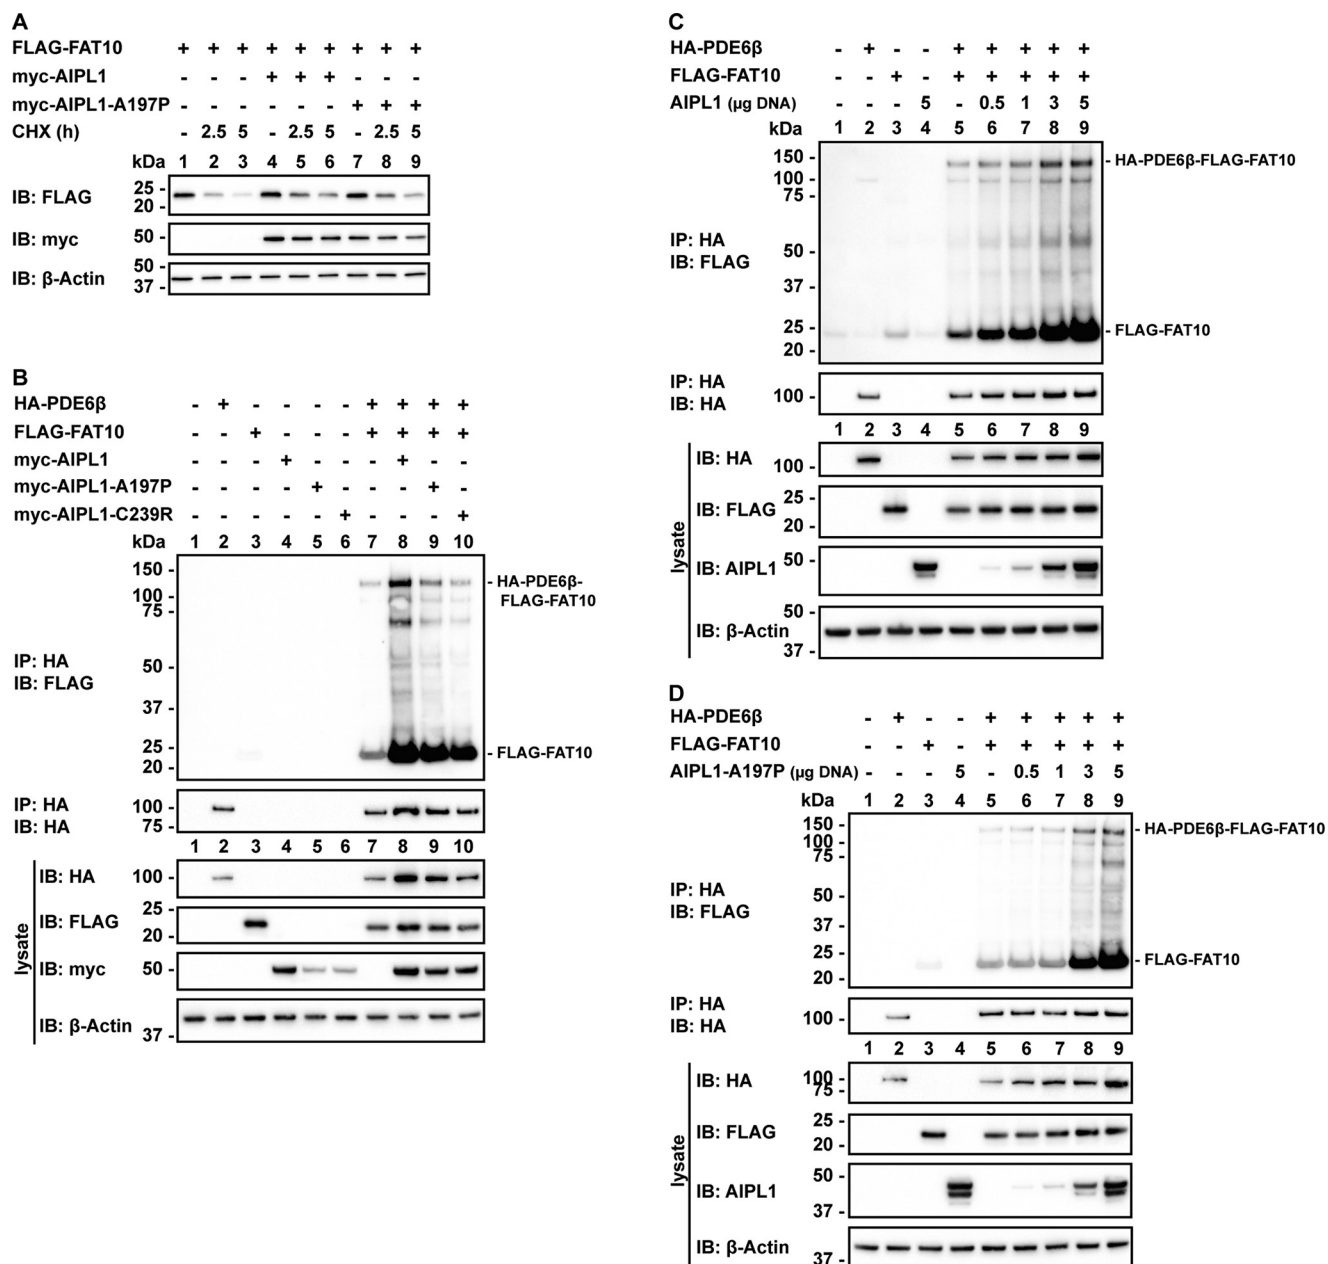 A
FLAG-FAT10 + + + + + + + + +
myc-AIPL1 - - - + + + - - -
myc-AIPL1-A197P - - - - - - + + +
CHX (h) - 2.5 5 - 2.5 5 - 2.5 5
kDa 1 2 3 4 5 6 7 8 9
IB: FLAG 25 - 20 -
IB: myc 50 -
IB: β-Actin 50 - 37 -
B
HA-PDE6β - + - - - - + + + +
FLAG-FAT10 - - + - - - + + + +
myc-AIPL1 - - - + - - - + - -
myc-AIPL1-A197P - - - - + - - - + -
myc-AIPL1-C239R - - - - - + - - - +
kDa 1 2 3 4 5 6 7 8 9 10
150 -
100 -
75 -
50 -
37 -
25 -
20 -
IP: HA
IB: FLAG
- HA-PDE6β-
FLAG-FAT10
- FLAG-FAT10
IP: HA
IB: HA
100 -
75 -
1 2 3 4 5 6 7 8 9 10
lysate
IB: HA 100 -
IB: FLAG 25 - 20 -
IB: myc 50 -
IB: β-Actin 37 -
C
HA-PDE6β - + - - + + + + +
FLAG-FAT10 - - + - + + + + +
AIPL1 (µg DNA) - - - 5 - 0.5 1 3 5
kDa 1 2 3 4 5 6 7 8 9
150 -
100 -
75 -
50 -
37 -
25 -
20 -
IP: HA
IB: FLAG
- HA-PDE6β-FLAG-FAT10
- FLAG-FAT10
IP: HA
IB: HA
100 -
1 2 3 4 5 6 7 8 9
lysate
IB: HA 100 -
IB: FLAG 25 - 20 -
IB: AIPL1 50 -
IB: β-Actin 50 - 37 -
D
HA-PDE6β - + - - + + + + +
FLAG-FAT10 - - + - + + + + +
AIPL1-A197P (µg DNA) - - - 5 - 0.5 1 3 5
kDa 1 2 3 4 5 6 7 8 9
150 -
100 -
75 -
50 -
37 -
25 -
20 -
IP: HA
IB: FLAG
- HA-PDE6β-FLAG-FAT10
- FLAG-FAT10
IP: HA
IB: HA
100 -
1 2 3 4 5 6 7 8 9
lysate
IB: HA 100 - 75 -
IB: FLAG 25 - 20 -
IB: AIPL1 50 - 37 -
IB: β-Actin 37 -